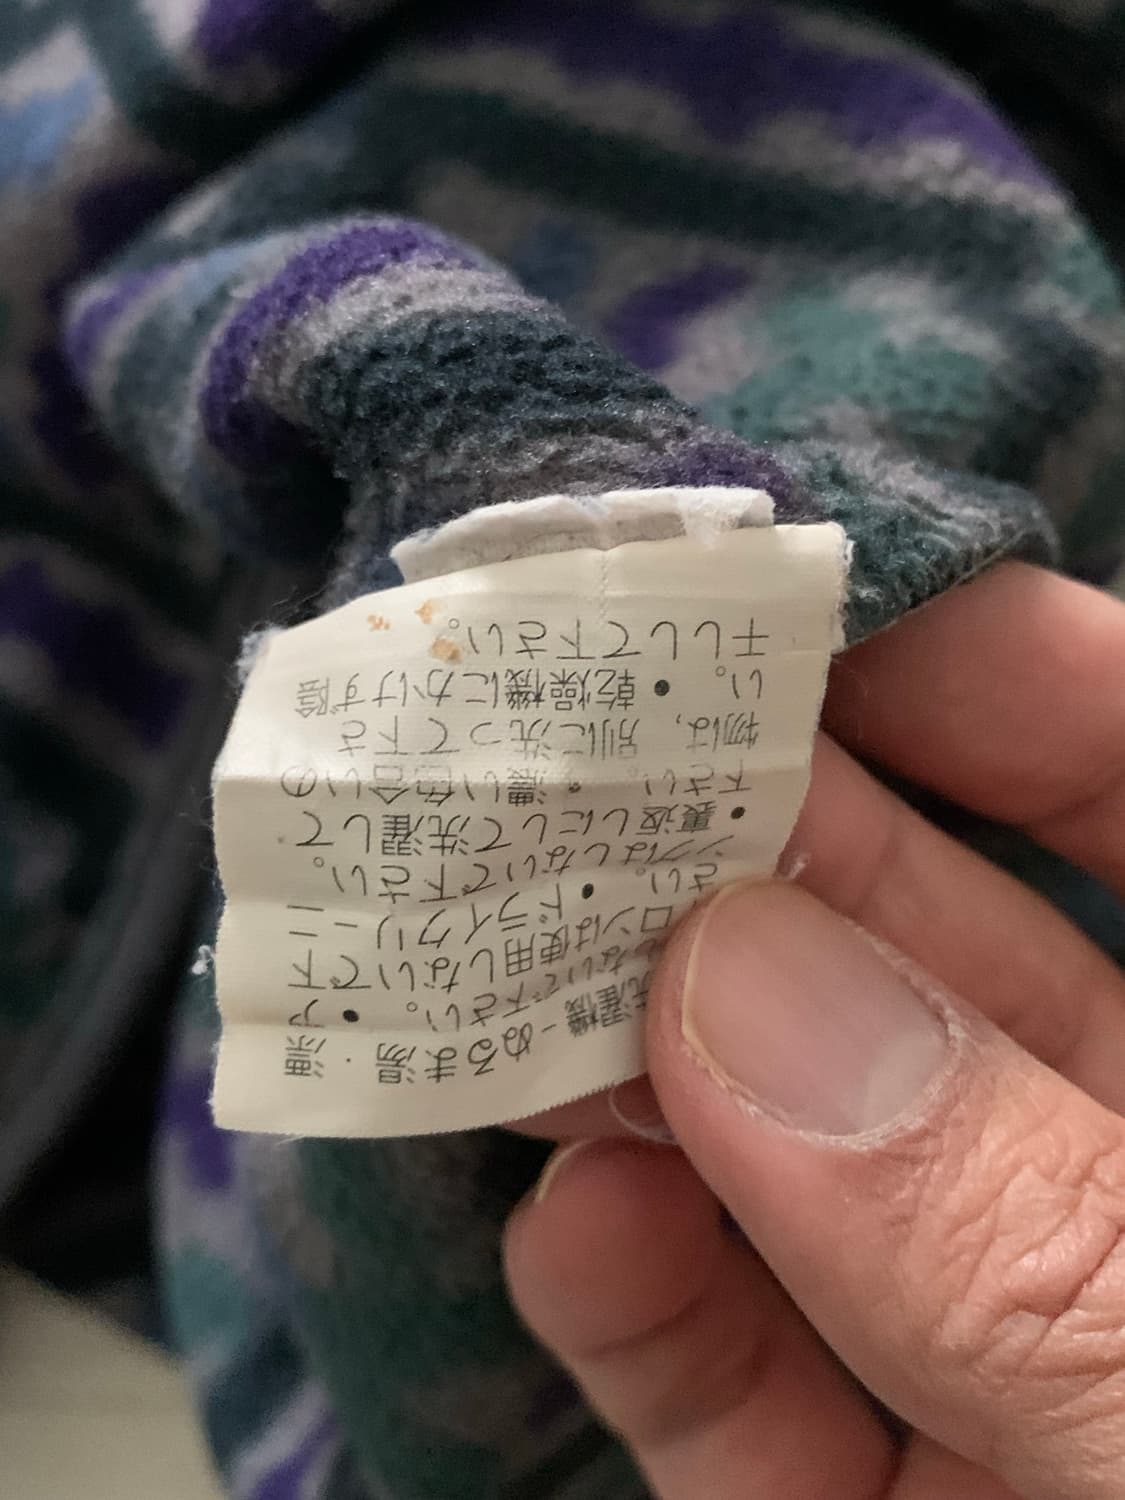 洗濯機 - ぬるま湯・漂
しないで下さい。 ●ア
ロンは使用しないで下
さい。 ●ドライクリーニ
ングはしないで下さい。
●裏返しにして洗濯して
下さい。 ●濃い色合いの
物は、別に洗って下さ
い。 ●乾燥機にかけず陰
干しして下さい。